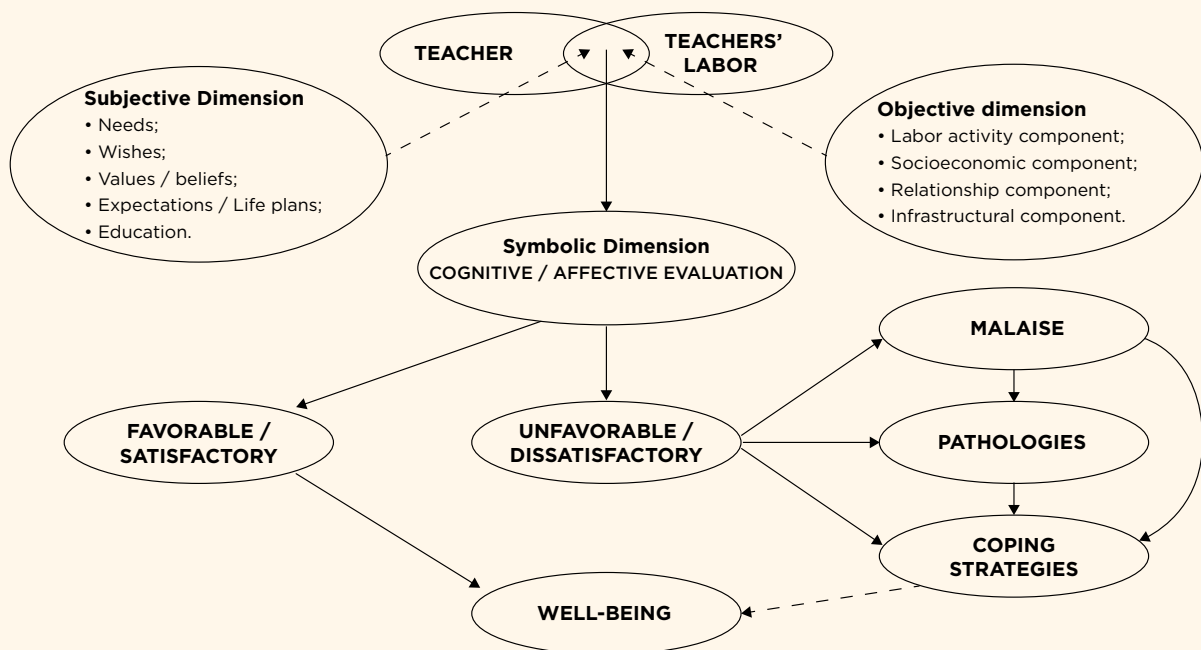 TEACHER
TEACHERS'
LABOR
Subjective Dimension
• Needs;
• Wishes;
• Values / beliefs;
• Expectations / Life plans;
• Education.
Objective dimension
• Labor activity component;
• Socioeconomic component;
• Relationship component;
• Infrastructural component.
Symbolic Dimension
COGNITIVE / AFFECTIVE EVALUATION
MALAISE
FAVORABLE /
SATISFACTORY
UNFAVORABLE /
DISSATISFACTORY
PATHOLOGIES
COPING
STRATEGIES
WELL-BEING